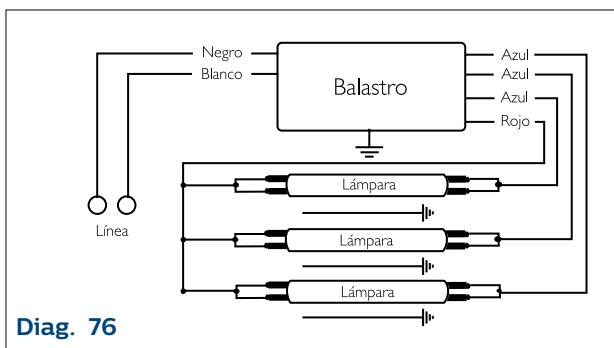 Negro
Blanco
Balastro
Azul
Azul
Azul
Rojo
Línea
Lámpara
Lámpara
Lámpara
Diag. 76